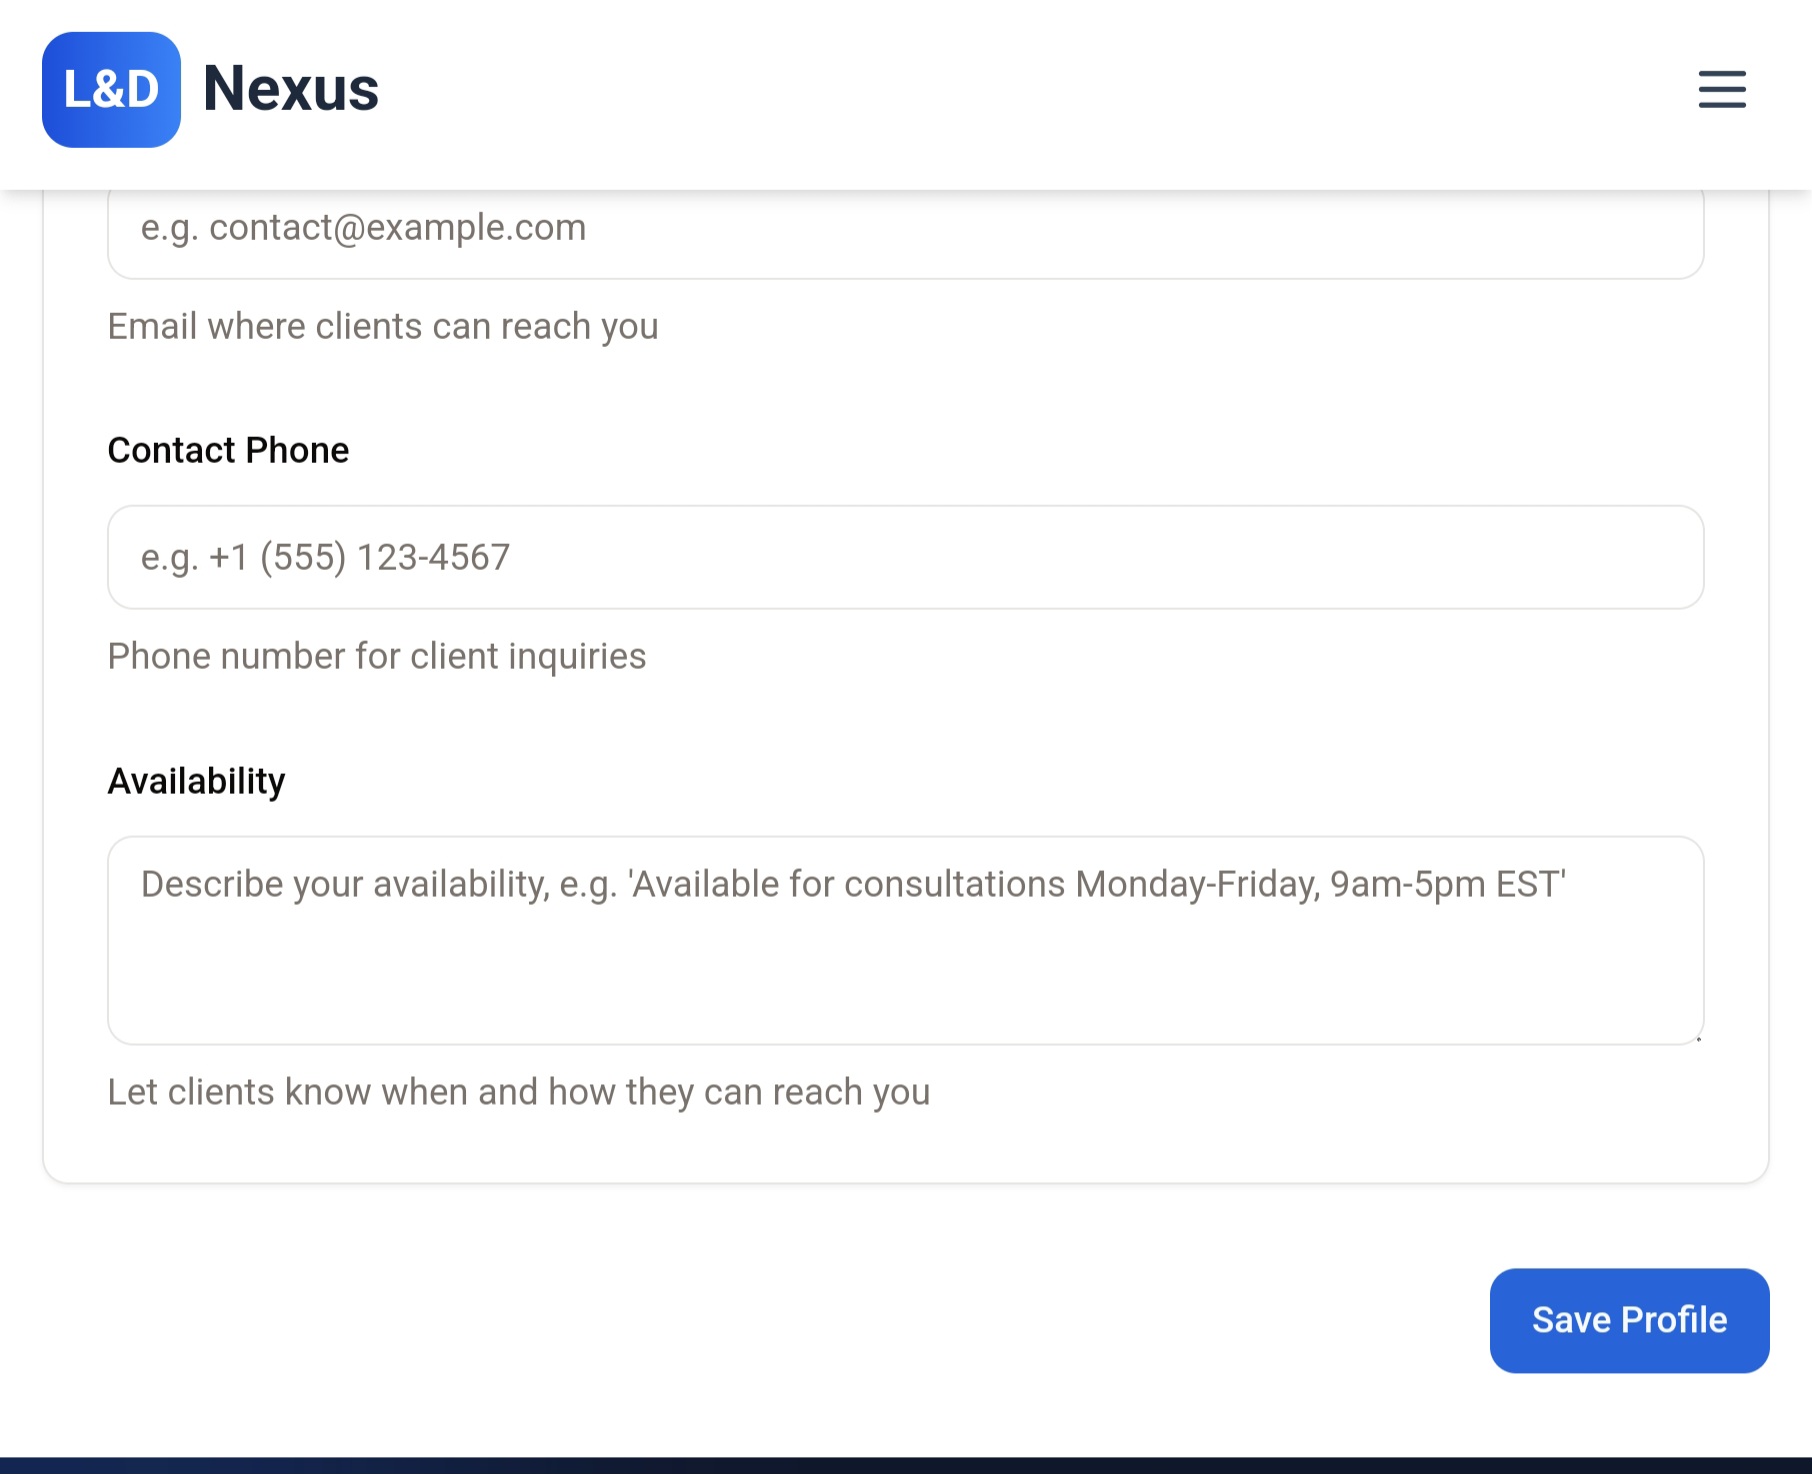 L&D Nexus
e.g. contact@example.com
Email where clients can reach you
Contact Phone
e.g. +1 (555) 123-4567
Phone number for client inquiries
Availability
Describe your availability, e.g. 'Available for consultations Monday-Friday, 9am-5pm EST'
Let clients know when and how they can reach you
Save Profile